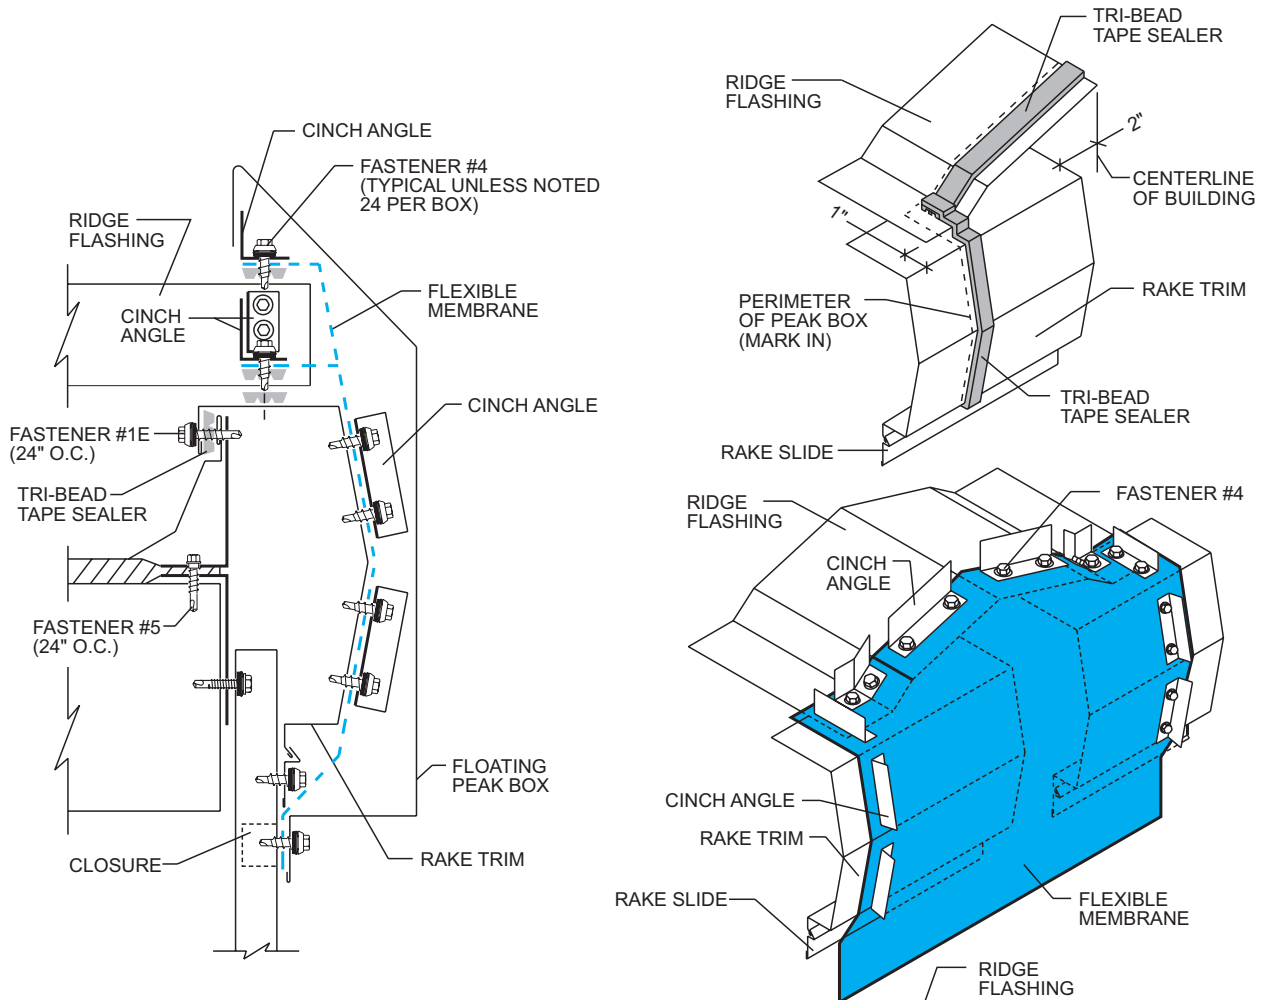 CINCH ANGLE
FASTENER #4
(TYPICAL UNLESS NOTED
24 PER BOX)
RIDGE
FLASHING
FLEXIBLE
MEMBRANE
CINCH
ANGLE
CINCH ANGLE
FASTENER #1E
(24" O.C.)
TRI-BEAD
TAPE SEALER
FASTENER #5
(24" O.C.)
FLOATING
PEAK BOX
CLOSURE
RAKE TRIM
TRI-BEAD
TAPE SEALER
RIDGE
FLASHING
2"
CENTERLINE
OF BUILDING
1"
RAKE TRIM
PERIMETER
OF PEAK BOX
(MARK IN)
TRI-BEAD
TAPE SEALER
RAKE SLIDE
RIDGE
FLASHING
FASTENER #4
CINCH
ANGLE
CINCH ANGLE
RAKE TRIM
RAKE SLIDE
FLEXIBLE
MEMBRANE
RIDGE
FLASHING